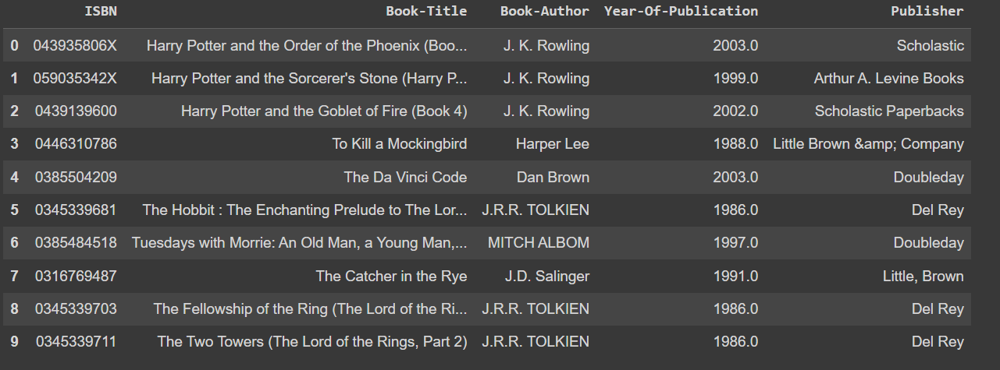 ISBN Book-Title Book-Author Year-Of-Publication Publisher
0 043935806X Harry Potter and the Order of the Phoenix (Boo... J. K. Rowling 2003.0 Scholastic
1 059035342X Harry Potter and the Sorcerer's Stone (Harry P... J. K. Rowling 1999.0 Arthur A. Levine Books
2 0439139600 Harry Potter and the Goblet of Fire (Book 4) J. K. Rowling 2002.0 Scholastic Paperbacks
3 0446310786 To Kill a Mockingbird Harper Lee 1988.0 Little Brown &amp; Company
4 0385504209 The Da Vinci Code Dan Brown 2003.0 Doubleday
5 0345339681 The Hobbit : The Enchanting Prelude to The Lor... J.R.R. TOLKIEN 1986.0 Del Rey
6 0385484518 Tuesdays with Morrie: An Old Man, a Young Man,... MITCH ALBOM 1997.0 Doubleday
7 0316769487 The Catcher in the Rye J.D. Salinger 1991.0 Little, Brown
8 0345339703 The Fellowship of the Ring (The Lord of the Ri... J.R.R. TOLKIEN 1986.0 Del Rey
9 0345339711 The Two Towers (The Lord of the Rings, Part 2) J.R.R. TOLKIEN 1986.0 Del Rey